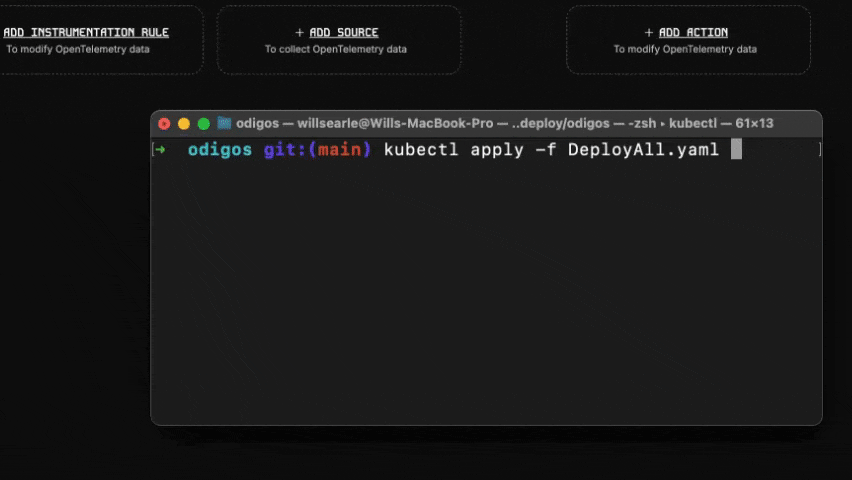 ADD INSTRUMENTATION RULE
To modify OpenTelemetry data
+ ADD SOURCE
To collect OpenTelemetry data
+ ADD ACTION
To modify OpenTelemetry data
odigos — willsearle@Wills-MacBook-Pro — ..deploy/odigos — -zsh ▸ kubectl — 61×13
[➜ odigos git:(main) kubectl apply -f DeployAll.yaml ]